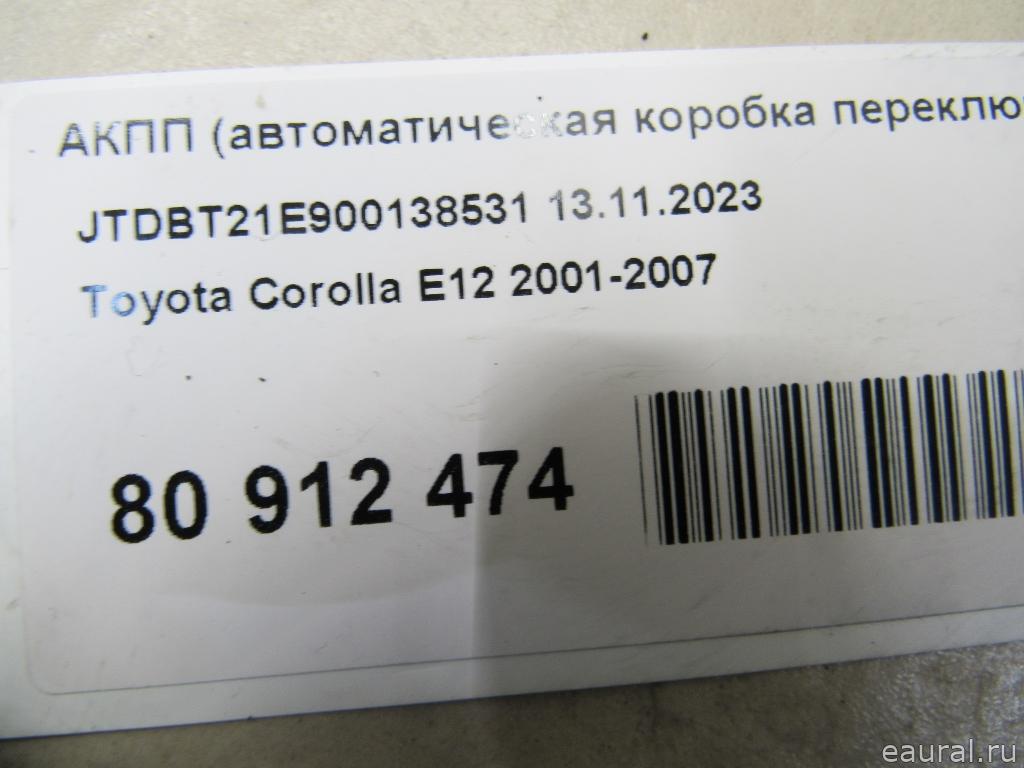 АКПП (автоматическая коробка переклю
JTDBT21E900138531 13.11.2023
Toyota Corolla E12 2001-2007
80 912 474
eaural.ru